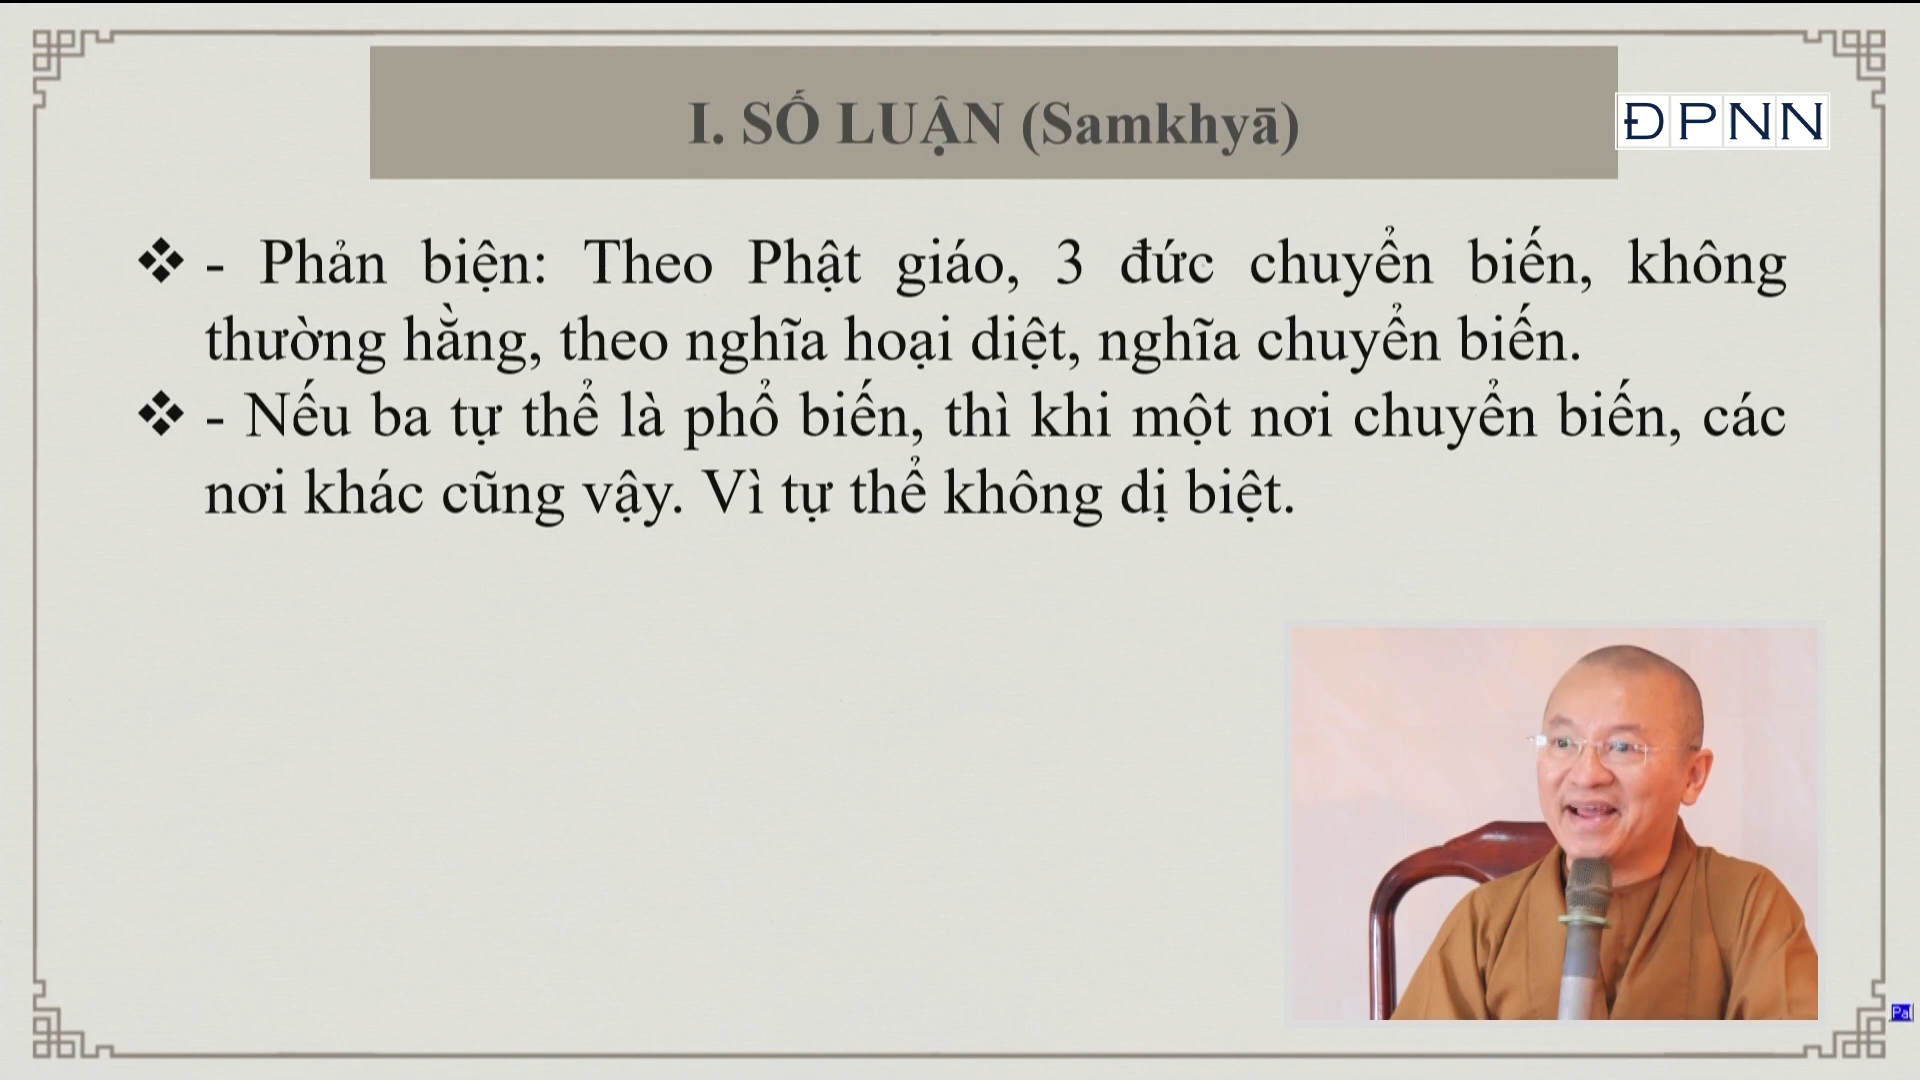 I. SỐ LUẬN (Samkhyā)
ĐPNN
❖ - Phản biện: Theo Phật giáo, 3 đức chuyển biến, không
thường hằng, theo nghĩa hoại diệt, nghĩa chuyển biến.
❖ - Nếu ba tự thể là phổ biến, thì khi một nơi chuyển biến, các
nơi khác cũng vậy. Vì tự thể không dị biệt.